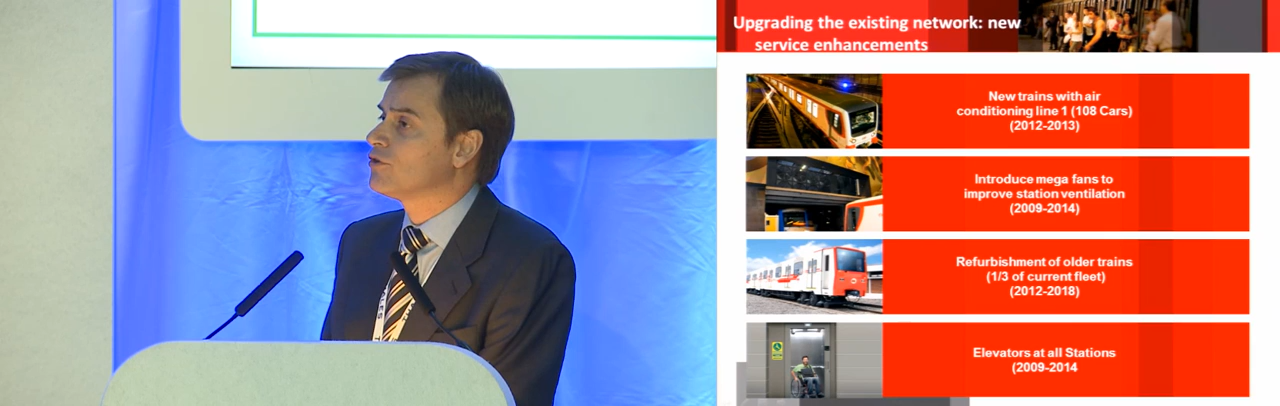 Upgrading the existing network: new
service enhancements
New trains with air
conditioning line 1 (108 Cars)
(2012-2013)
Introduce mega fans to
improve station ventilation
(2009-2014)
Refurbishment of older trains
(1/3 of current fleet)
(2012-2018)
Elevators at all Stations
(2009-2014